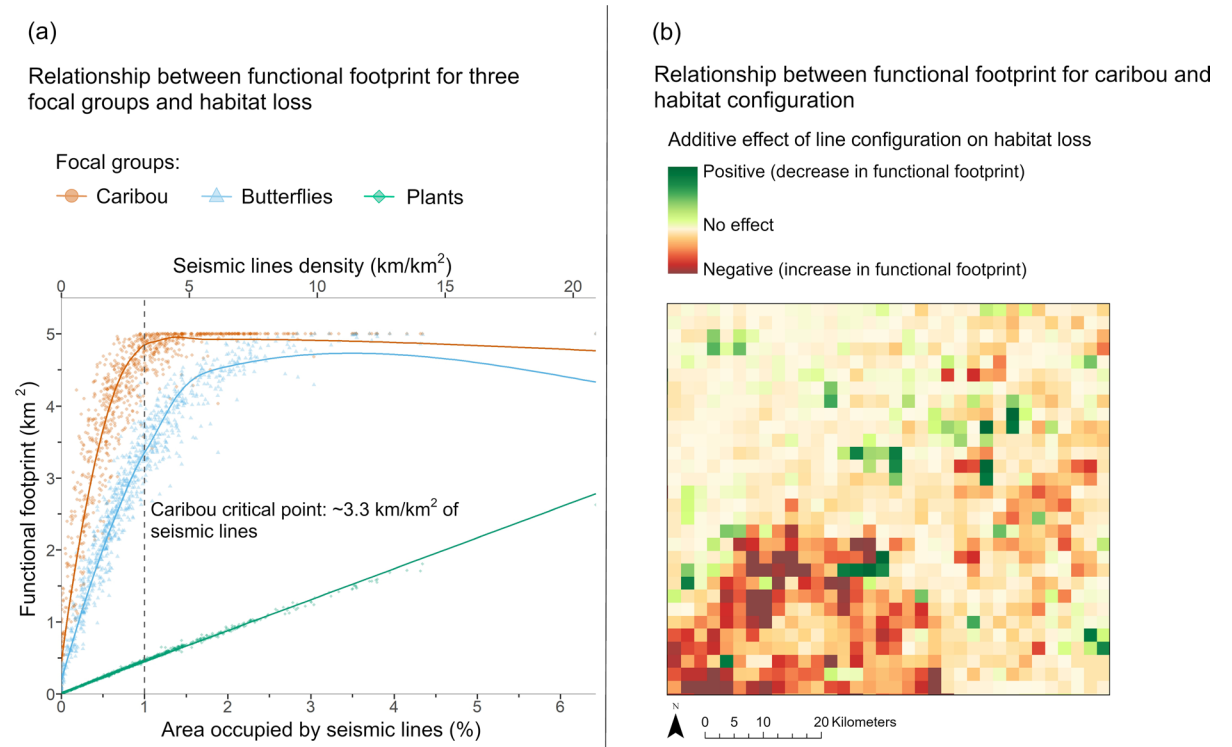 (a)
Relationship between functional footprint for three
focal groups and habitat loss
Focal groups:
Caribou
Butterflies
Plants
Seismic lines density (km/km²)
0 5 10 15 20
5
4
3
2
1
0
Functional footprint (km ²)
Caribou critical point: ~3.3 km/km² of
seismic lines
0 1 2 3 4 5 6
Area occupied by seismic lines (%)
(b)
Relationship between functional footprint for caribou and
habitat configuration
Additive effect of line configuration on habitat loss
Positive (decrease in functional footprint)
No effect
Negative (increase in functional footprint)
N
0 5 10 20 Kilometers